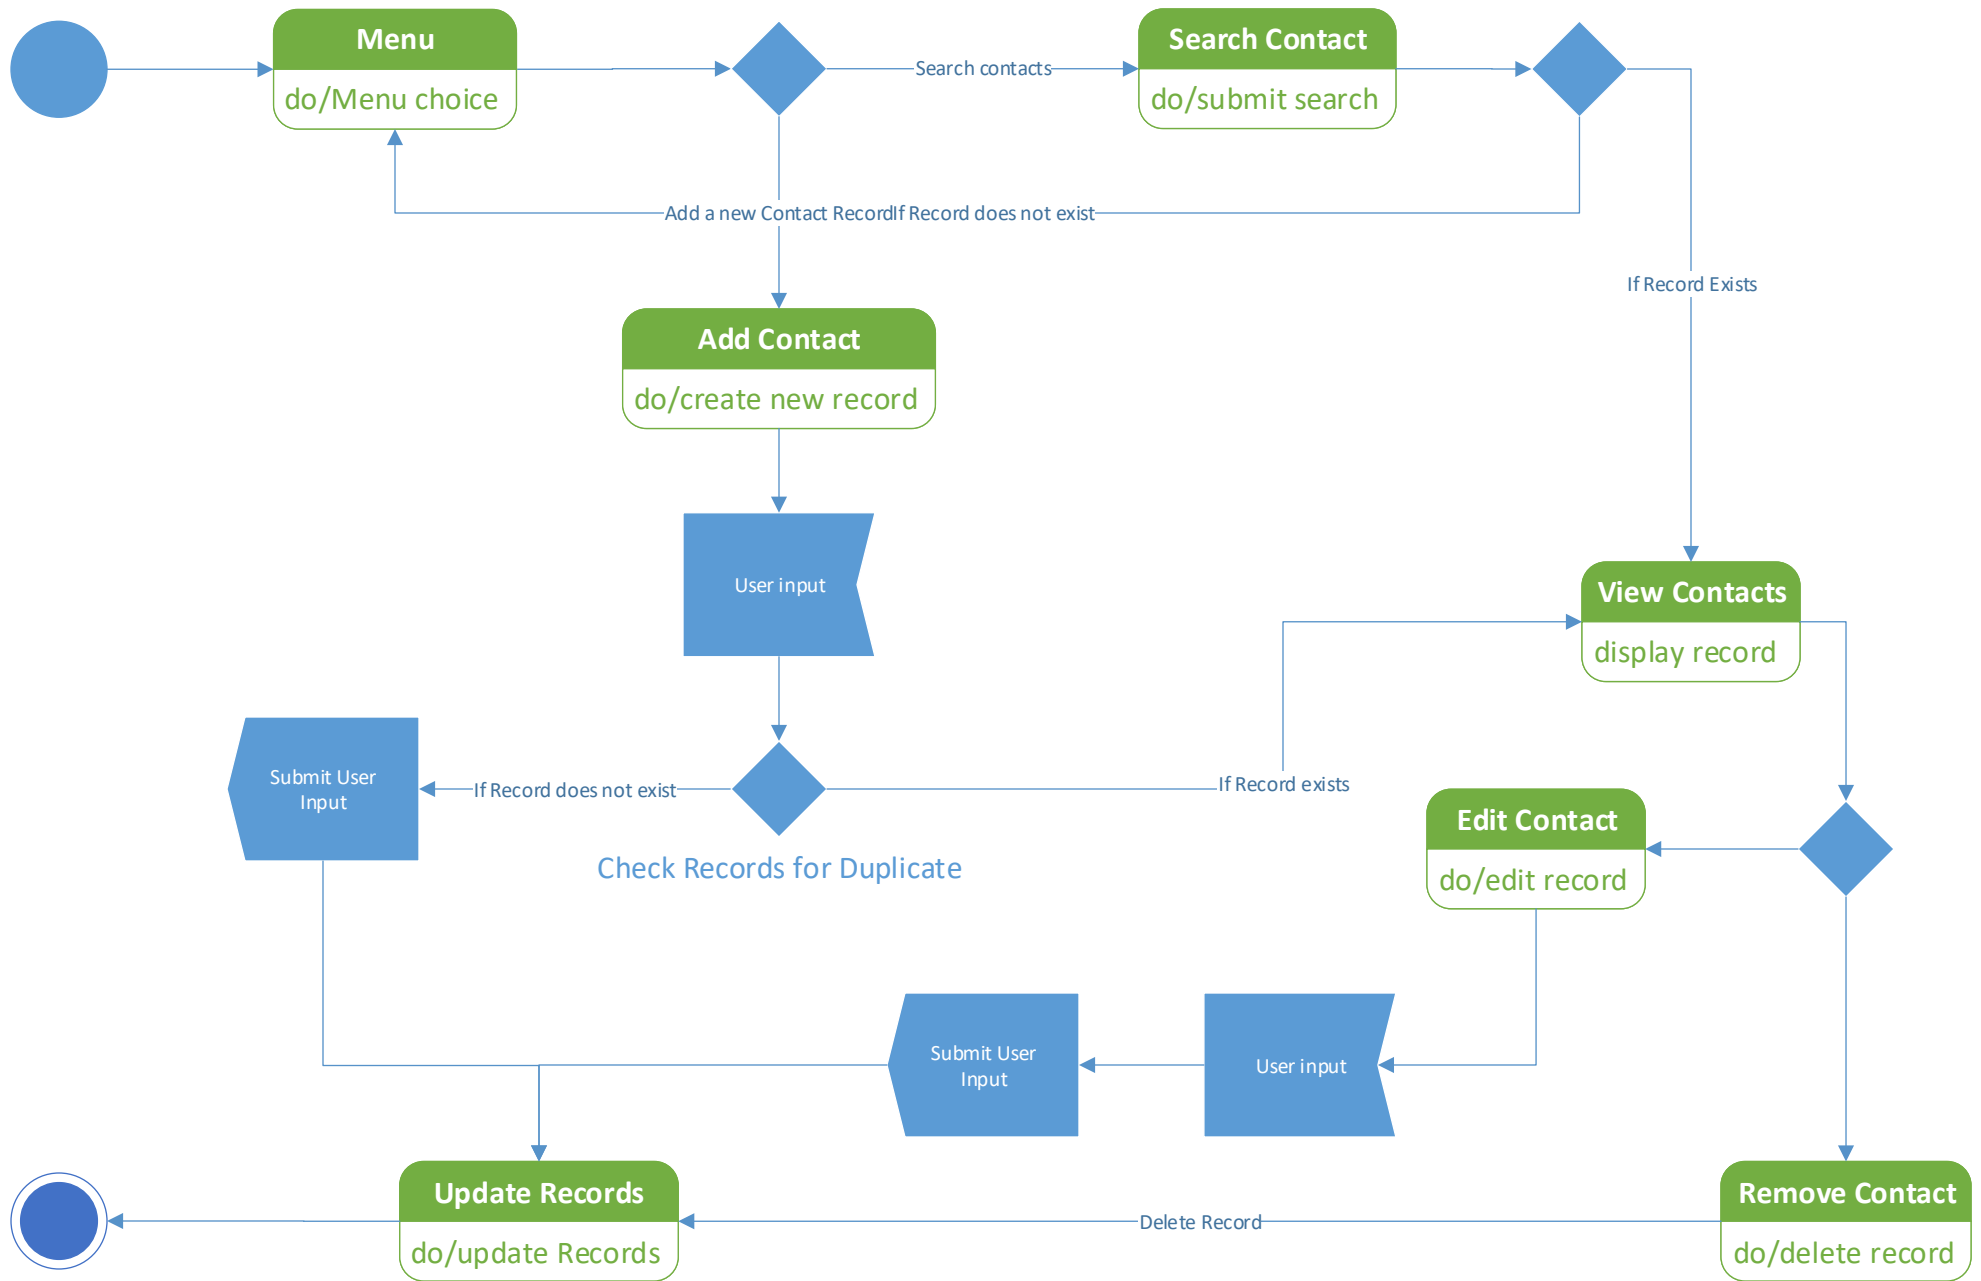 Menu
do/Menu choice
Search contacts
Search Contact
do/submit search
Add a new Contact Record
If Record does not exist
If Record Exists
Add Contact
do/create new record
User input
View Contacts
display record
Submit User
Input
If Record does not exist
If Record exists
Check Records for Duplicate
Edit Contact
do/edit record
Submit User
Input
User input
Update Records
do/update Records
Delete Record
Remove Contact
do/delete record